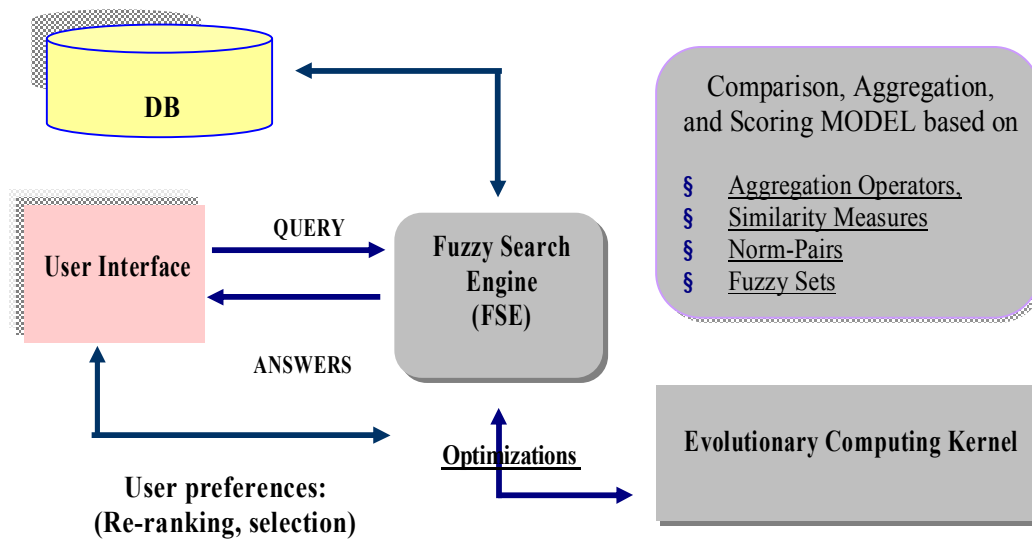 DB
User Interface
QUERY
ANSWERS
Fuzzy Search
Engine
(FSE)
Comparison, Aggregation,
and Scoring MODEL based on
§ Aggregation Operators,
§ Similarity Measures
§ Norm-Pairs
§ Fuzzy Sets
Optimizations
Evolutionary Computing Kernel
User preferences:
(Re-ranking, selection)